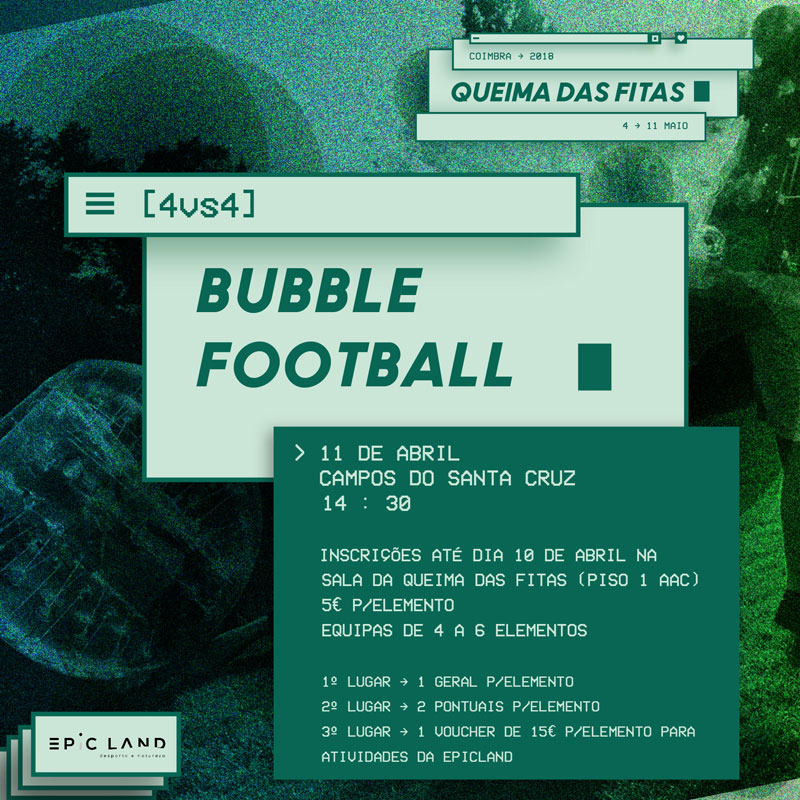 COIMBRA → 2018
QUEIMA DAS FITAS
4 → 11 MAIO
[4vs4]
BUBBLE
FOOTBALL
> 11 DE ABRIL
CAMPOS DO SANTA CRUZ
14 : 30
INSCRIÇÕES ATÉ DIA 10 DE ABRIL NA
SALA DA QUEIMA DAS FITAS (PISO 1 AAC)
5€ P/ELEMENTO
EQUIPAS DE 4 A 6 ELEMENTOS
1º LUGAR → 1 GERAL P/ELEMENTO
2º LUGAR → 2 PONTUAIS P/ELEMENTO
3º LUGAR → 1 VOUCHER DE 15€ P/ELEMENTO PARA
ATIVIDADES DA EPICLAND
EPiC LAND
desporto e natureza